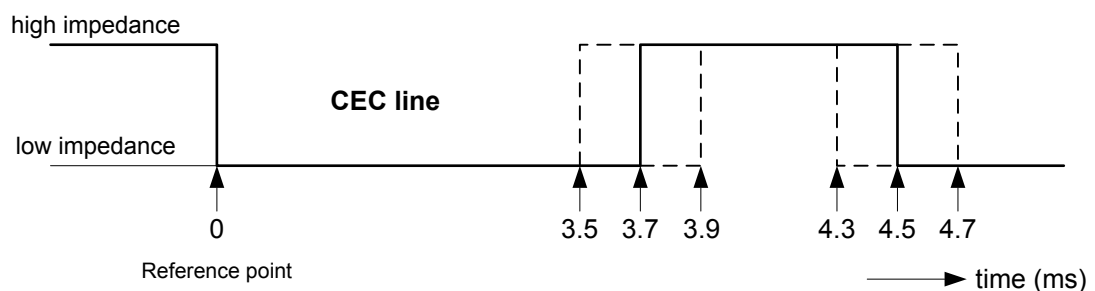 high impedance
CEC line
low impedance
0 3.5 3.7 3.9 4.3 4.5 4.7
Reference point
time (ms)